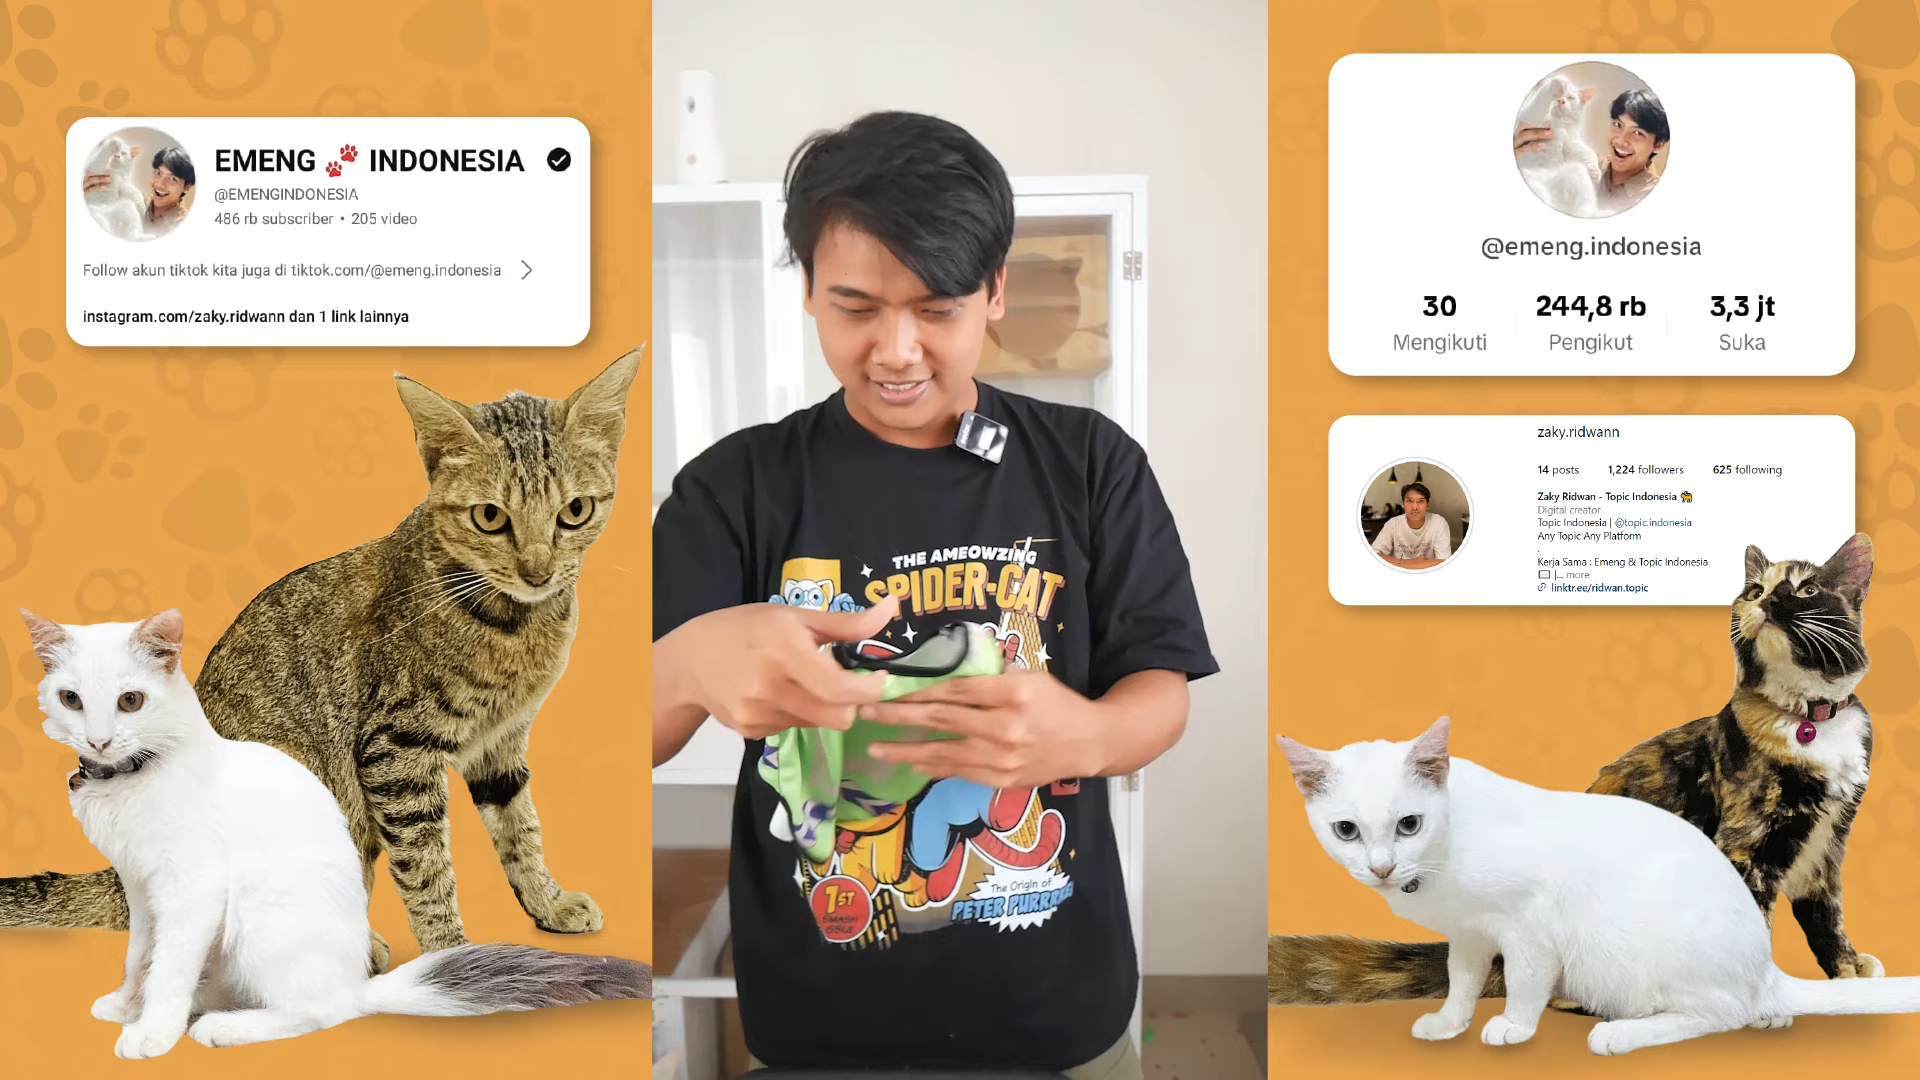 EMENG INDONESIA
@EMENGINDONESIA
486 rb subscriber • 205 video
Follow akun tiktok kita juga di tiktok.com/@emeng.indonesia
instagram.com/zaky.ridwann dan 1 link lainnya
THE AMEOWZING
SPIDER-CAT
1ST
SMASH
ISSUE
The Origin of
PETER PURRR
@emeng.indonesia
30 244,8 rb 3,3 jt
Mengikuti Pengikut Suka
zaky.ridwann
14 posts 1,224 followers 625 following
Zaky Ridwan - Topic Indonesia
Digital creator
Topic Indonesia | @topic.indonesia
Any Topic Any Platform
.
Kerja Sama : Emeng & Topic Indonesia
|... more
linktr.ee/ridwan.topic